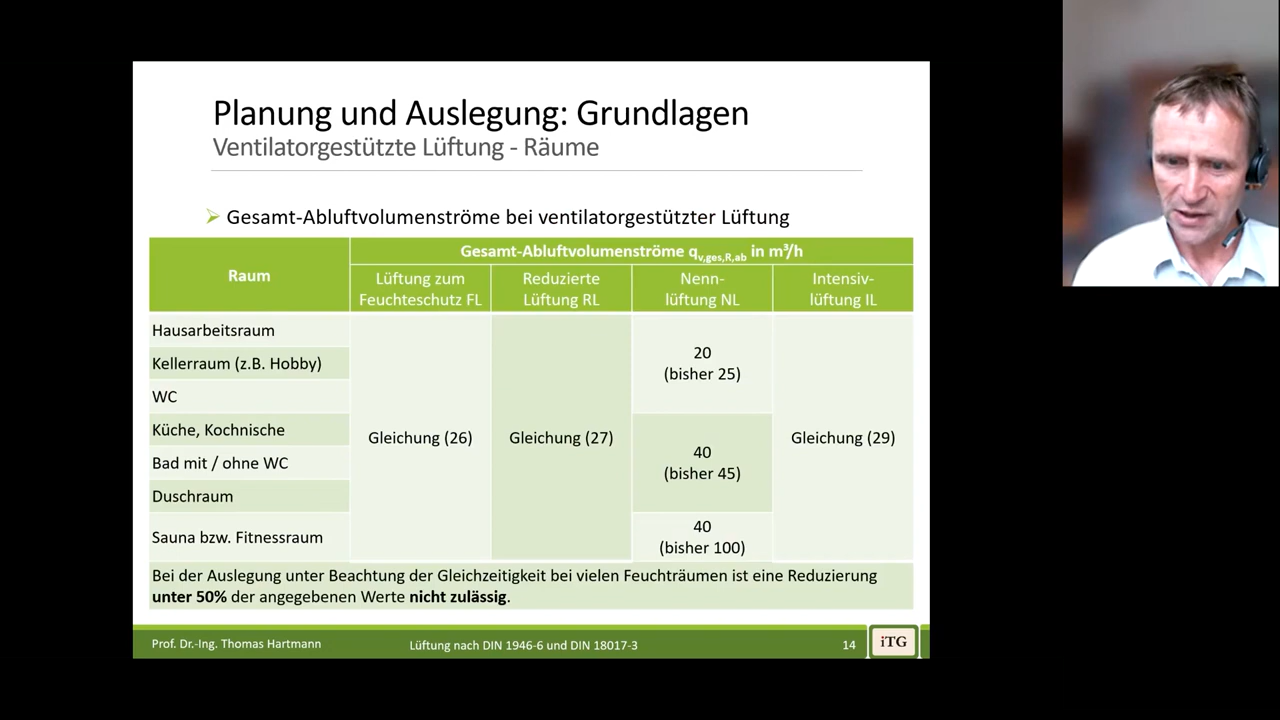 Planung und Auslegung: Grundlagen
Ventilatorgestützte Lüftung - Räume
Gesamt-Abluftvolumenströme bei ventilatorgestützter Lüftung
Raum
Gesamt-Abluftvolumenströme qv,ges,R,ab in m³/h
Lüftung zum
Feuchteschutz FL
Reduzierte
Lüftung RL
Nenn-
lüftung NL
Intensiv-
lüftung IL
Hausarbeitsraum
Kellerraum (z.B. Hobby)
WC
Küche, Kochnische
Bad mit / ohne WC
Duschraum
Sauna bzw. Fitnessraum
Gleichung (26)
Gleichung (27)
20
(bisher 25)
40
(bisher 45)
40
(bisher 100)
Gleichung (29)
Bei der Auslegung unter Beachtung der Gleichzeitigkeit bei vielen Feuchträumen ist eine Reduzierung
unter 50% der angegebenen Werte nicht zulässig.
Prof. Dr.-Ing. Thomas Hartmann
Lüftung nach DIN 1946-6 und DIN 18017-3
14
iTG